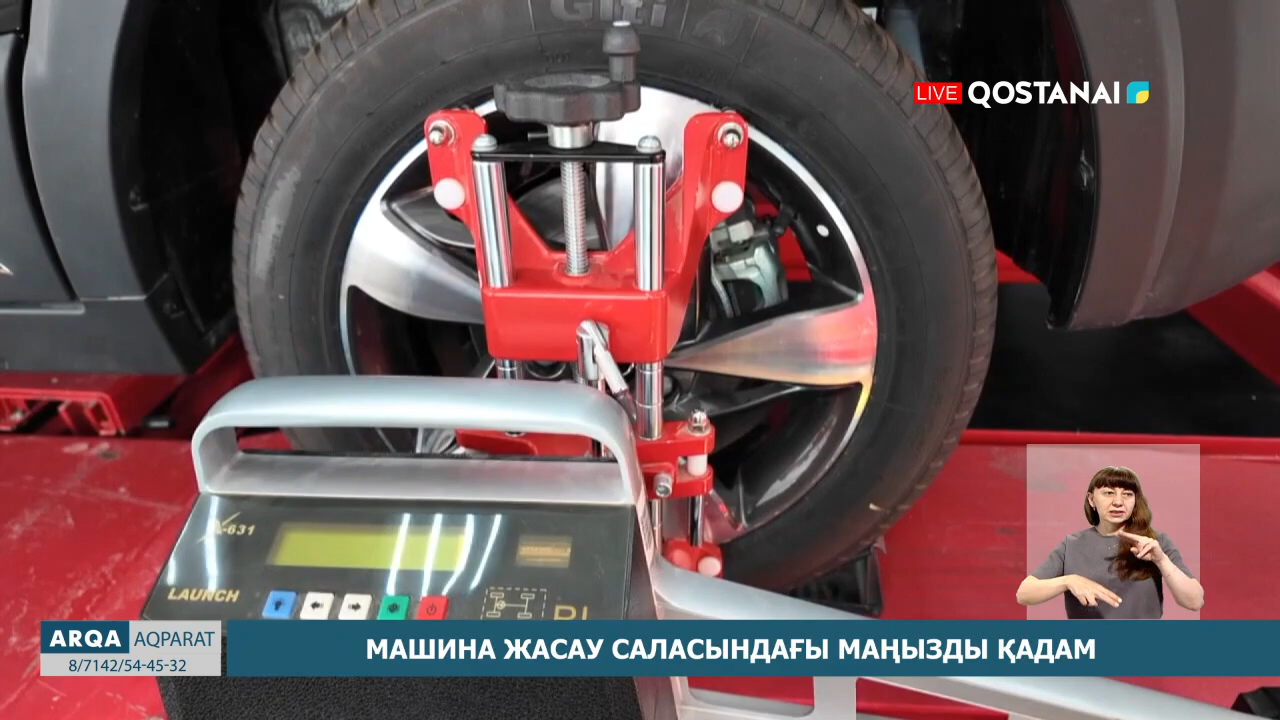 Giti
LIVE QOSTANAI
X-631
LAUNCH
ARQA AQPARAT
8/7142/54-45-32
МАШИНА ЖАСАУ САЛАСЫНДАҒЫ МАҢЫЗДЫ ҚАДАМ